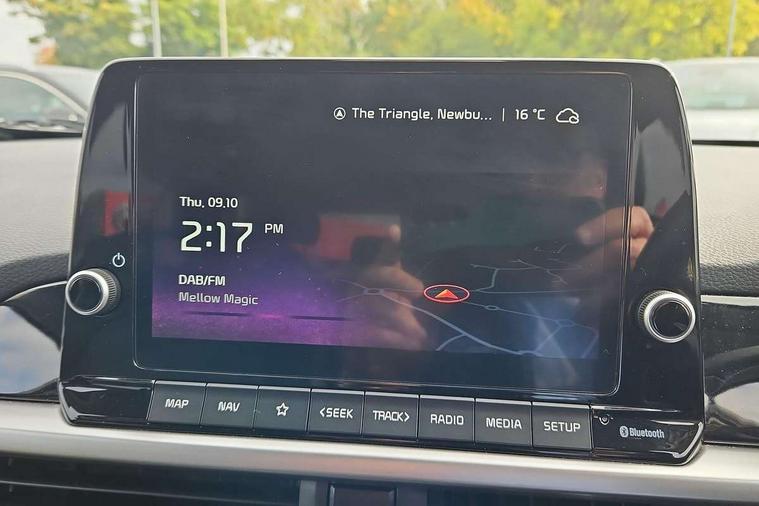 The Triangle, Newbu... | 16 °C
Thu, 09.10
2:17 PM
DAB/FM
Mellow Magic
MAP NAV ☆ <SEEK TRACK> RADIO MEDIA SETUP Bluetooth